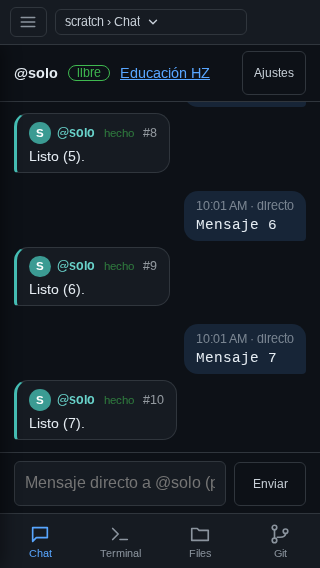 scratch › Chat
@solo libre Educación HZ Ajustes
S @solo hecho #8
Listo (5).
10:01 AM · directo
Mensaje 6
S @solo hecho #9
Listo (6).
10:01 AM · directo
Mensaje 7
S @solo hecho #10
Listo (7).
Mensaje directo a @solo (p
Enviar
Chat Terminal Files Git